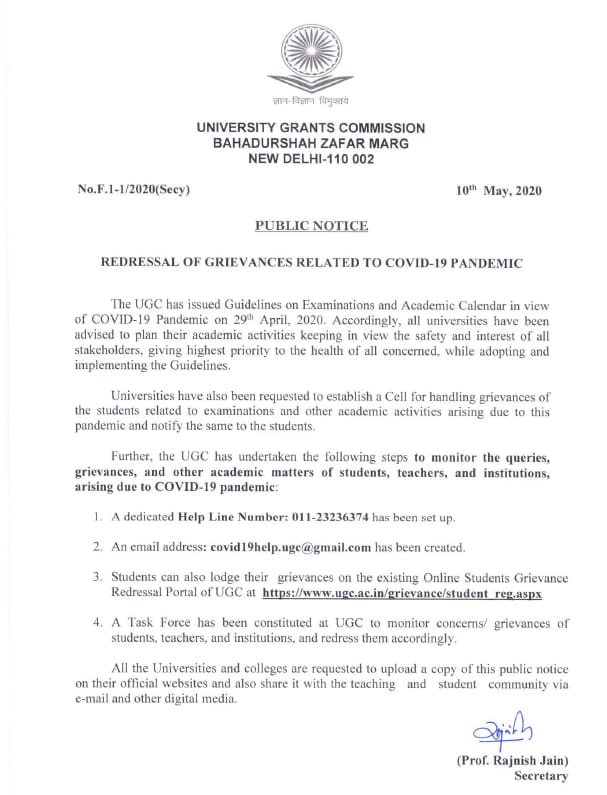 ज्ञान-विज्ञान विमुक्तये
UNIVERSITY GRANTS COMMISSION
BAHADURSHAH ZAFAR MARG
NEW DELHI-110 002
No.F.1-1/2020(Secy)
10th May, 2020
PUBLIC NOTICE
REDRESSAL OF GRIEVANCES RELATED TO COVID-19 PANDEMIC
The UGC has issued Guidelines on Examinations and Academic Calendar in view
of COVID-19 Pandemic on 29th April, 2020. Accordingly, all universities have been
advised to plan their academic activities keeping in view the safety and interest of all
stakeholders, giving highest priority to the health of all concerned, while adopting and
implementing the Guidelines.
Universities have also been requested to establish a Cell for handling grievances of
the students related to examinations and other academic activities arising due to this
pandemic and notify the same to the students.
Further, the UGC has undertaken the following steps to monitor the queries,
grievances, and other academic matters of students, teachers, and institutions,
arising due to COVID-19 pandemic:
1. A dedicated Help Line Number: 011-23236374 has been set up.
2. An email address: covid19help.ugc@gmail.com has been created.
3. Students can also lodge their grievances on the existing Online Students Grievance
Redressal Portal of UGC at https://www.ugc.ac.in/grievance/student_reg.aspx
4. A Task Force has been constituted at UGC to monitor concerns/ grievances of
students, teachers, and institutions, and redress them accordingly.
All the Universities and colleges are requested to upload a copy of this public notice
on their official websites and also share it with the teaching and student community via
e-mail and other digital media.
(Prof. Rajnish Jain)
Secretary